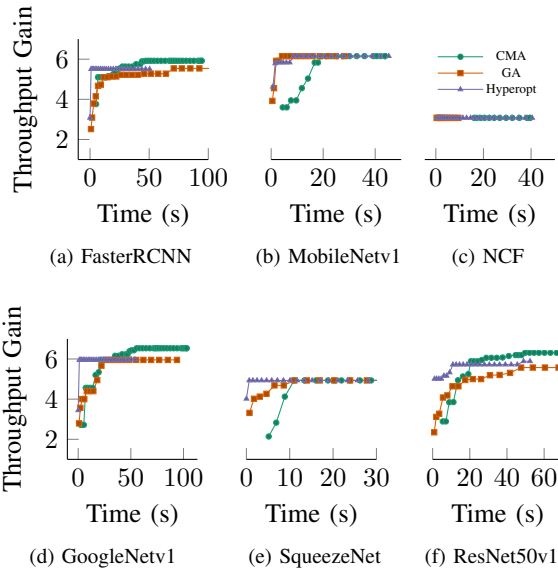 Throughput Gain
6
4
2
0 50 100
Time (s)
(a) FasterRCNN
0 20 40
Time (s)
(b) MobileNetv1
CMA
GA
Hyperopt
0 20 40
Time (s)
(c) NCF
Throughput Gain
6
4
2
0 50 100
Time (s)
(d) GoogleNetv1
0 10 20 30
Time (s)
(e) SqueezeNet
0 20 40 60
Time (s)
(f) ResNet50v1